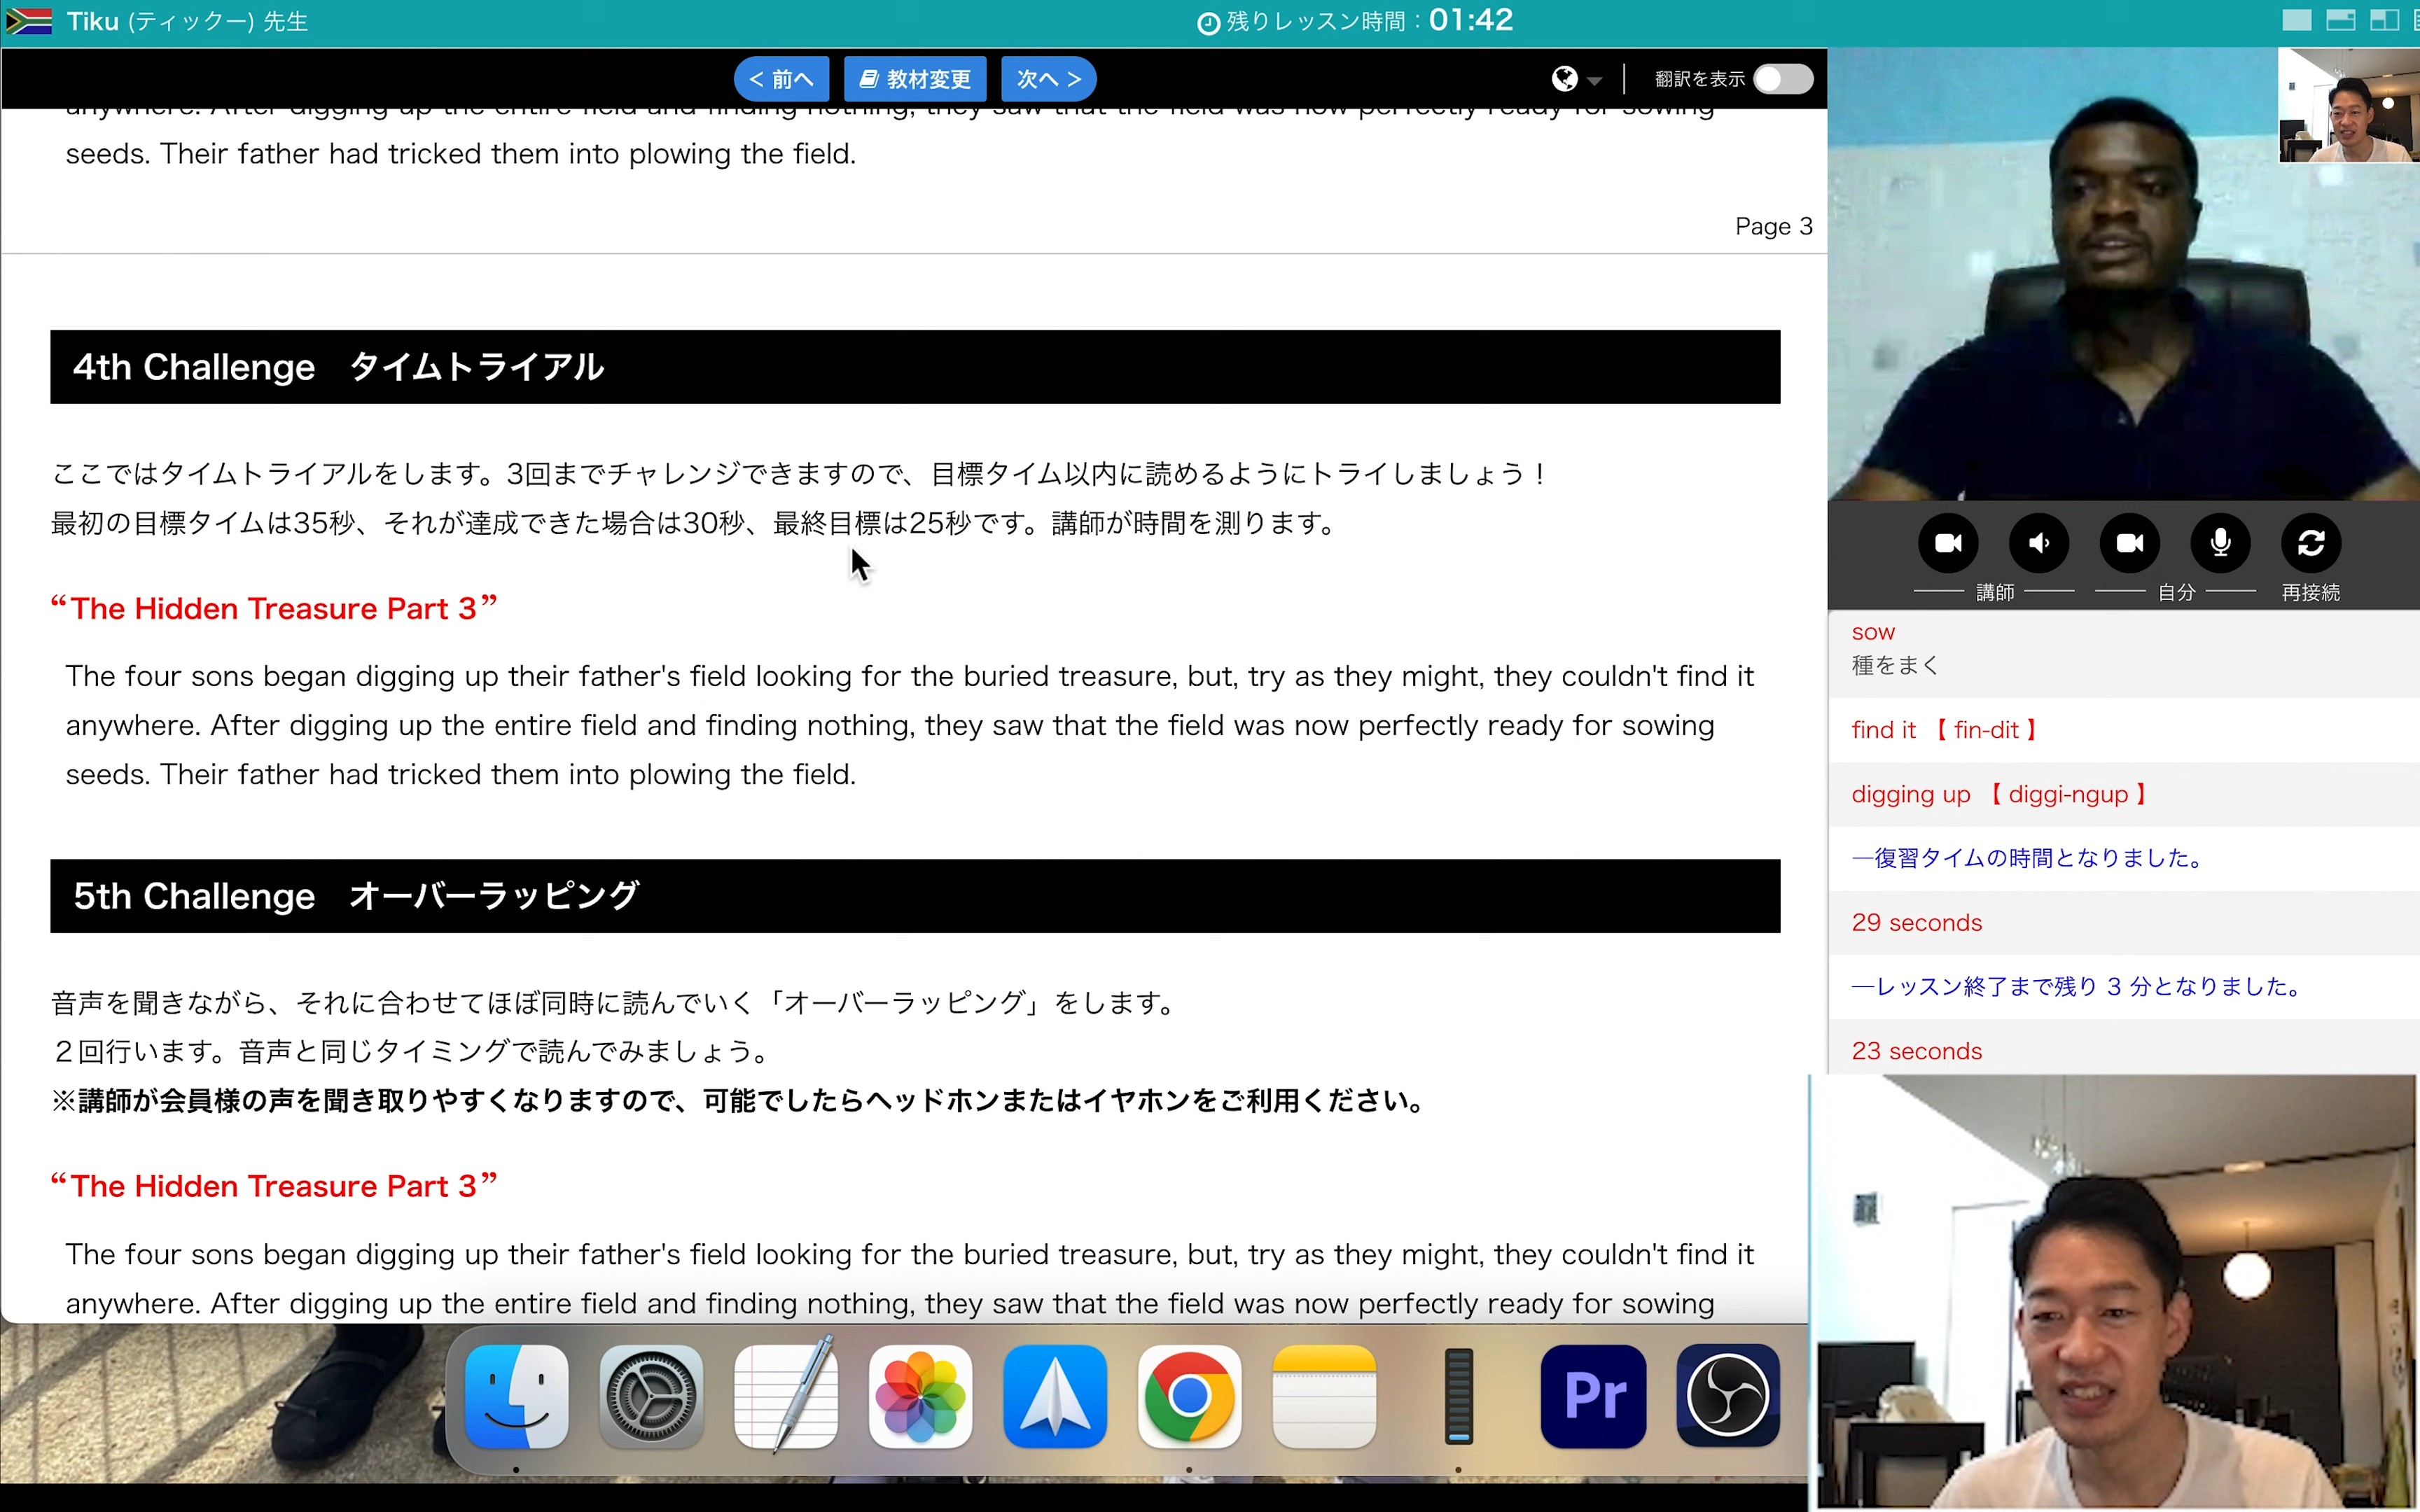 Tiku (ティックー) 先生
残りレッスン時間：01:42
< 前へ
教材変更
次へ >
翻訳を表示
anywhere. After digging up the entire field and finding nothing, they saw that the field was now perfectly ready for sowing
seeds. Their father had tricked them into plowing the field.
Page 3
4th Challenge　タイムトライアル
ここではタイムトライアルをします。3回までチャレンジできますので、目標タイム以内に読めるようにトライしましょう！
最初の目標タイムは35秒、それが達成できた場合は30秒、最終目標は25秒です。講師が時間を測ります。
“The Hidden Treasure Part 3”
The four sons began digging up their father's field looking for the buried treasure, but, try as they might, they couldn't find it
anywhere. After digging up the entire field and finding nothing, they saw that the field was now perfectly ready for sowing
seeds. Their father had tricked them into plowing the field.
5th Challenge　オーバーラッピング
音声を聞きながら、それに合わせてほぼ同時に読んでいく「オーバーラッピング」をします。
２回行います。音声と同じタイミングで読んでみましょう。
※講師が会員様の声を聞き取りやすくなりますので、可能でしたらヘッドホンまたはイヤホンをご利用ください。
“The Hidden Treasure Part 3”
The four sons began digging up their father's field looking for the buried treasure, but, try as they might, they couldn't find it
anywhere. After digging up the entire field and finding nothing, they saw that the field was now perfectly ready for sowing
講師
自分
再接続
sow
種をまく
find it 【 fin-dit 】
digging up 【 diggi-ngup 】
―復習タイムの時間となりました。
29 seconds
―レッスン終了まで残り 3 分となりました。
23 seconds
Pr